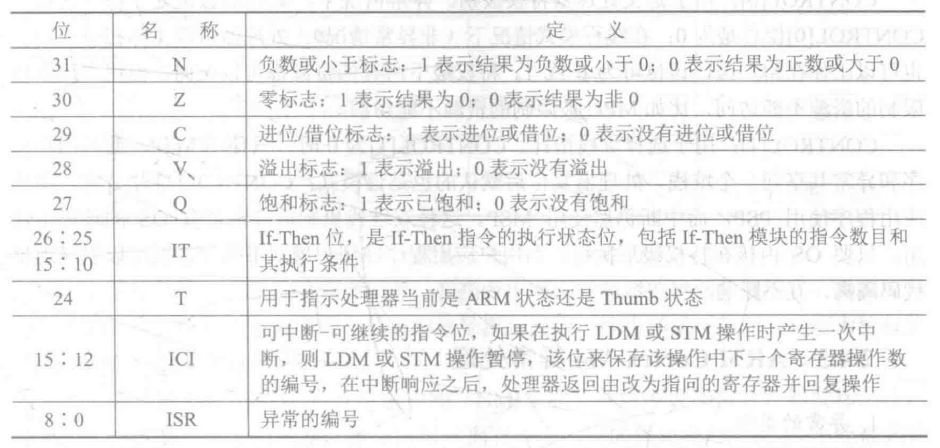 位 名 称 定 义
31 N 负数或小于标志：1 表示结果为负数或小于 0；0 表示结果为正数或大于 0
30 Z 零标志：1 表示结果为 0；0 表示结果为非 0
29 C 进位/借位标志：1 表示进位或借位；0 表示没有进位或借位
28 V、 溢出标志：1 表示溢出；0 表示没有溢出
27 Q 饱和标志：1 表示已饱和；0 表示没有饱和
26：25
15：10
IT
If-Then 位，是 If-Then 指令的执行状态位，包括 If-Then 模块的指令数目和
其执行条件
24 T 用于指示处理器当前是 ARM 状态还是 Thumb 状态
15：12 ICI
可中断-可继续的指令位，如果在执行 LDM 或 STM 操作时产生一次中
断，则 LDM 或 STM 操作暂停，该位来保存该操作中下一个寄存器操作数
的编号，在中断响应之后，处理器返回由改为指向的寄存器并回复操作
8：0 ISR 异常的编号